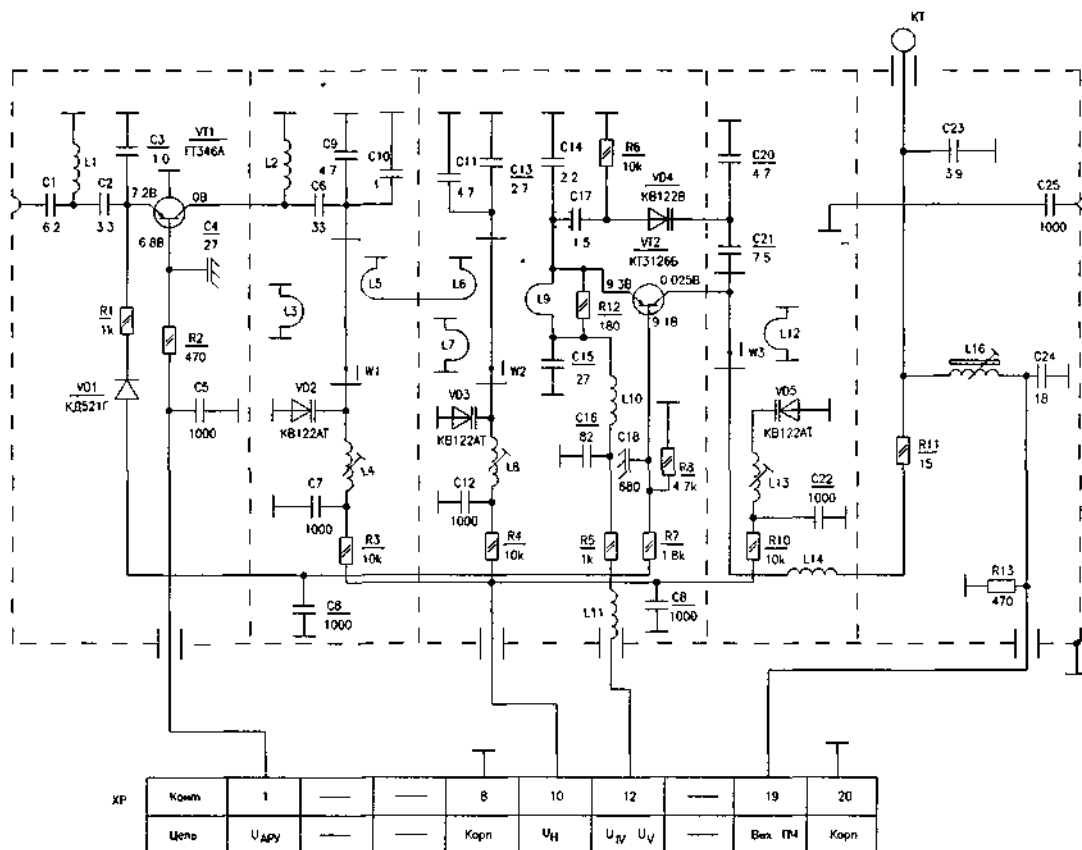 КТ
C3
1 0
VT1
ГТ346А
L1
C1
6.2
C2
3.3
7.2В
0В
6.8В
C4
27
R1
1k
R2
470
VD1
КД521Г
C5
1000
L2
C9
4.7
C10
1
C6
33
L3
L5
W1
VD2
КВ122АТ
L4
C7
1000
R3
10k
C8
1000
C11
4.7
C13
2.7
L6
L7
W2
VD3
КВ122АТ
L8
C12
1000
R4
10k
C14
2.2
C17
1.5
R6
10k
VD4
КВ122В
VT2
КТ3126Б
9.3В
0.025В
9.1В
L9
R12
180
C15
27
L10
C16
82
C18
680
R8
4.7k
R5
1k
R7
1.8k
L11
C8
1000
C20
4.7
C21
7.5
W3
L12
VD5
КВ122АТ
L13
C22
1000
R10
10k
L14
C23
3.9
C25
1000
L16
C24
18
R11
15
R13
470
XP
Конт 1 — — 8 10 12 — 19 20
Цепь U АРУ — — Корп U Н U IV U V — Вых ПЧ Корп